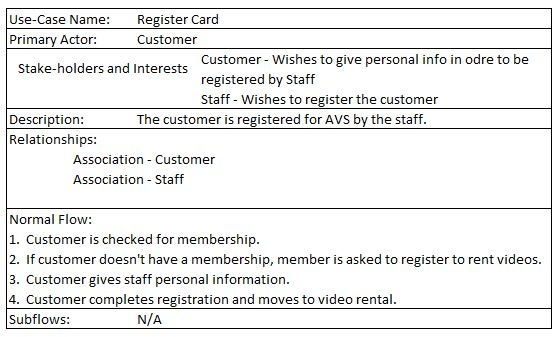 Use-Case Name: Register Card
Primary Actor: Customer
Stake-holders and Interests Customer - Wishes to give personal info in odre to be
registered by Staff
Staff - Wishes to register the customer
Description: The customer is registered for AVS by the staff.
Relationships:
Association - Customer
Association - Staff
Normal Flow:
1. Customer is checked for membership.
2. If customer doesn't have a membership, member is asked to register to rent videos.
3. Customer gives staff personal information.
4. Customer completes registration and moves to video rental.
Subflows: N/A